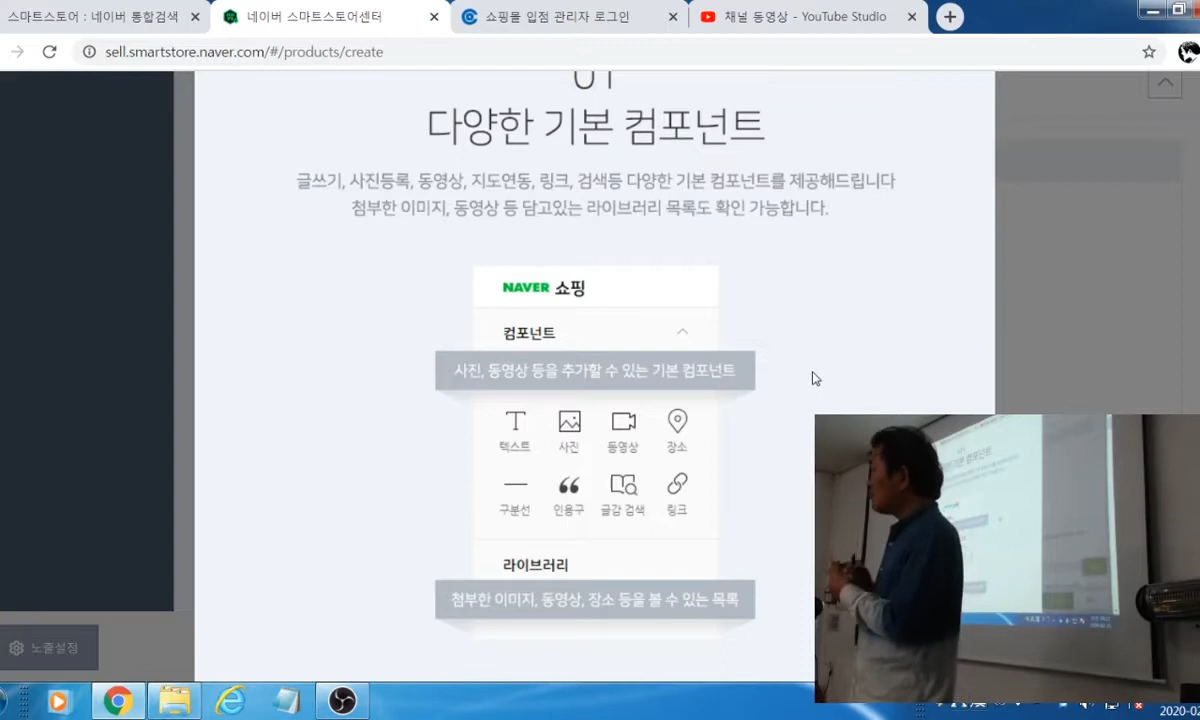 스마트스토어 : 네이버 통합검색
네이버 스마트스토어센터
쇼핑몰 입점 관리자 로그인
채널 동영상 - YouTube Studio
sell.smartstore.naver.com/#/products/create
01
다양한 기본 컴포넌트
글쓰기, 사진등록, 동영상, 지도연동, 링크, 검색등 다양한 기본 컴포넌트를 제공해드립니다
첨부한 이미지, 동영상 등 담고있는 라이브러리 목록도 확인 가능합니다.
NAVER 쇼핑
컴포넌트
사진, 동영상 등을 추가할 수 있는 기본 컴포넌트
텍스트 사진 동영상 장소
구분선 인용구 글감 검색 링크
라이브러리
첨부한 이미지, 동영상, 장소 등을 볼 수 있는 목록
노출설정
2020-02